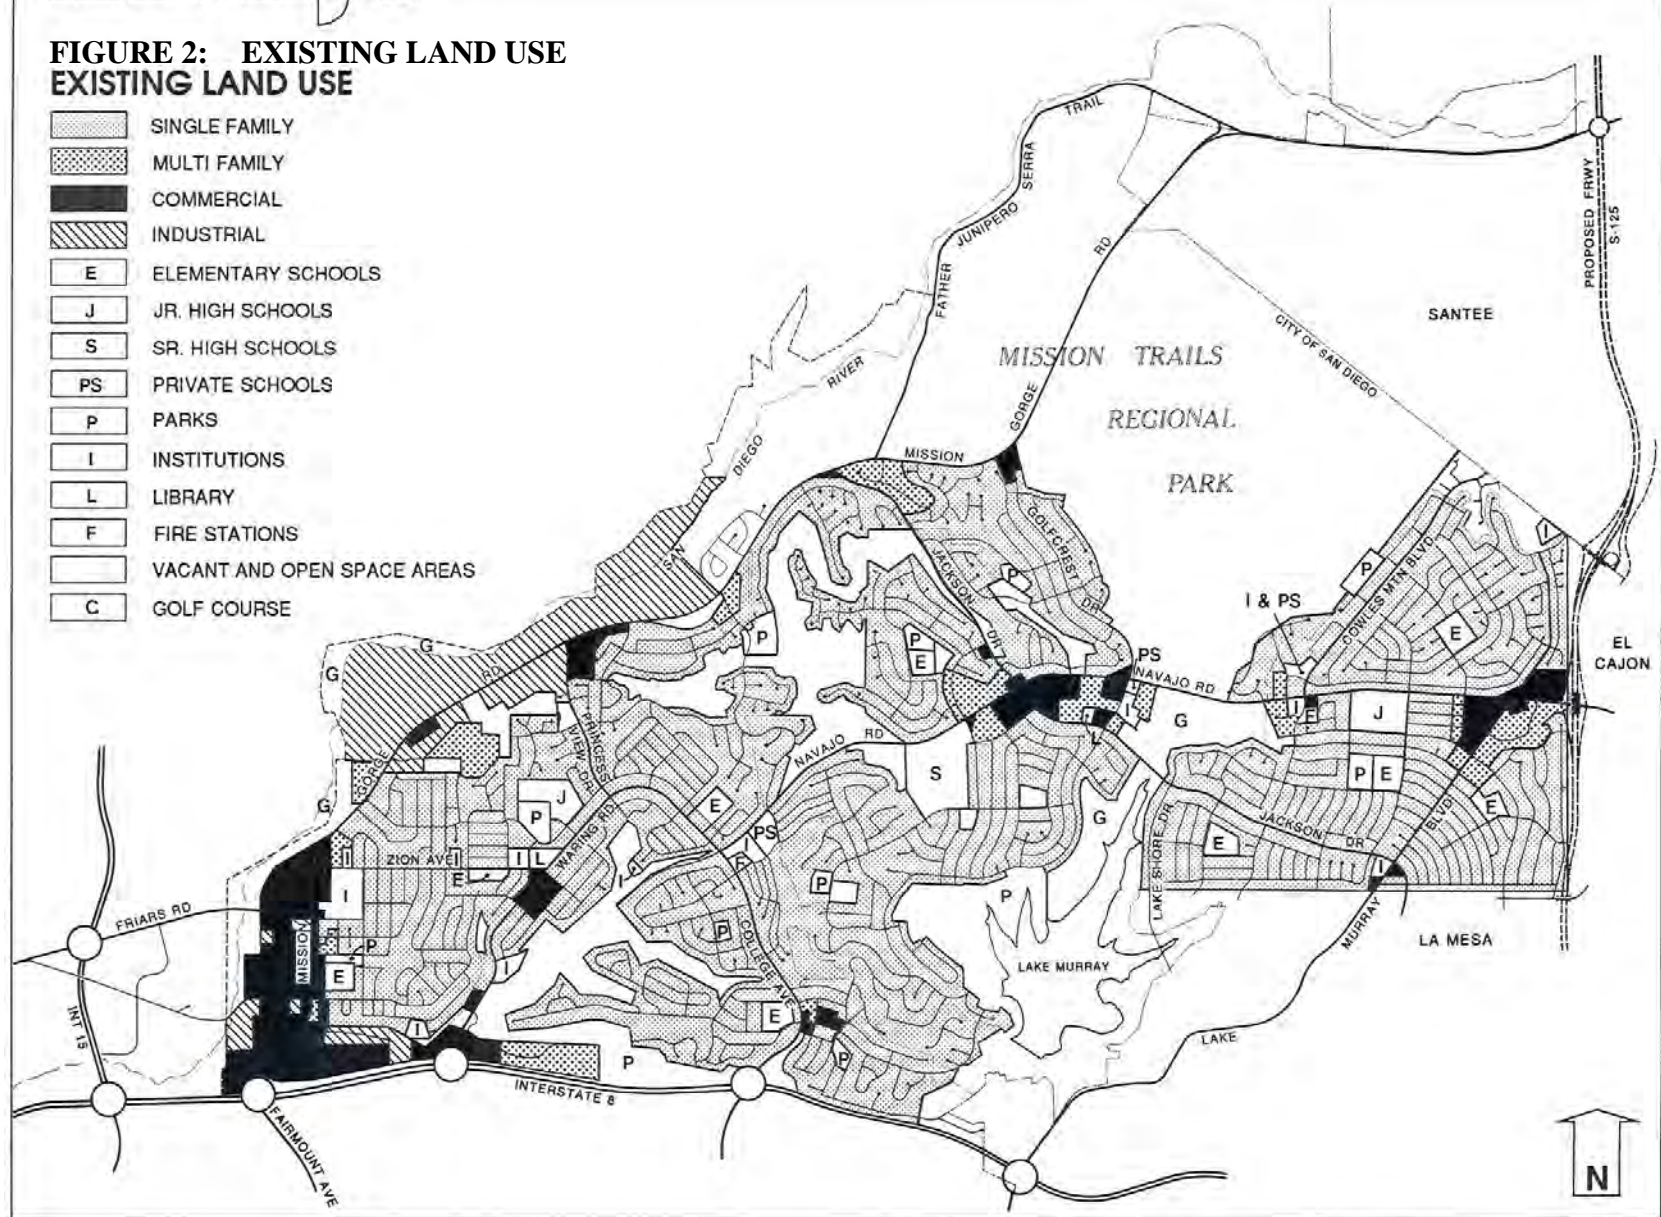 FIGURE 2: EXISTING LAND USE
EXISTING LAND USE
SINGLE FAMILY
MULTI FAMILY
COMMERCIAL
INDUSTRIAL
E ELEMENTARY SCHOOLS
J JR. HIGH SCHOOLS
S SR. HIGH SCHOOLS
PS PRIVATE SCHOOLS
P PARKS
I INSTITUTIONS
L LIBRARY
F FIRE STATIONS
VACANT AND OPEN SPACE AREAS
G GOLF COURSE
FATHER JUNIPERO SERRA TRAIL
MISSION GORGE RD
PROPOSED FRWY
S-125
SANTEE
CITY OF SAN DIEGO
MISSION TRAILS
REGIONAL
PARK
SAN DIEGO RIVER
GOLFCREST DR
JACKSON DR
P
P
E
P
P
I
I & PS
COWLES MTN BLVD
E
EL
CAJON
PS
NAVAJO RD
G
G
GORGE RD
PRINCESS
VIEW DR
NAVAJO RD
S
I
L
G
I
F
J
P E
E
G
J
P
E
PS
I
F
G
LAKE SHORE DR
E
JACKSON DR
I
BLVD
I
ZION AVE
I
I L
WARING RD
E
I
I
P
P
P
COLLEGE AVE
LAKE MURRAY
MURRAY
LA MESA
FRIARS RD
MISSION
P
E
I
I
E
P
P
LAKE
INT 15
INTERSTATE 8
FAIRMOUNT AVE
N